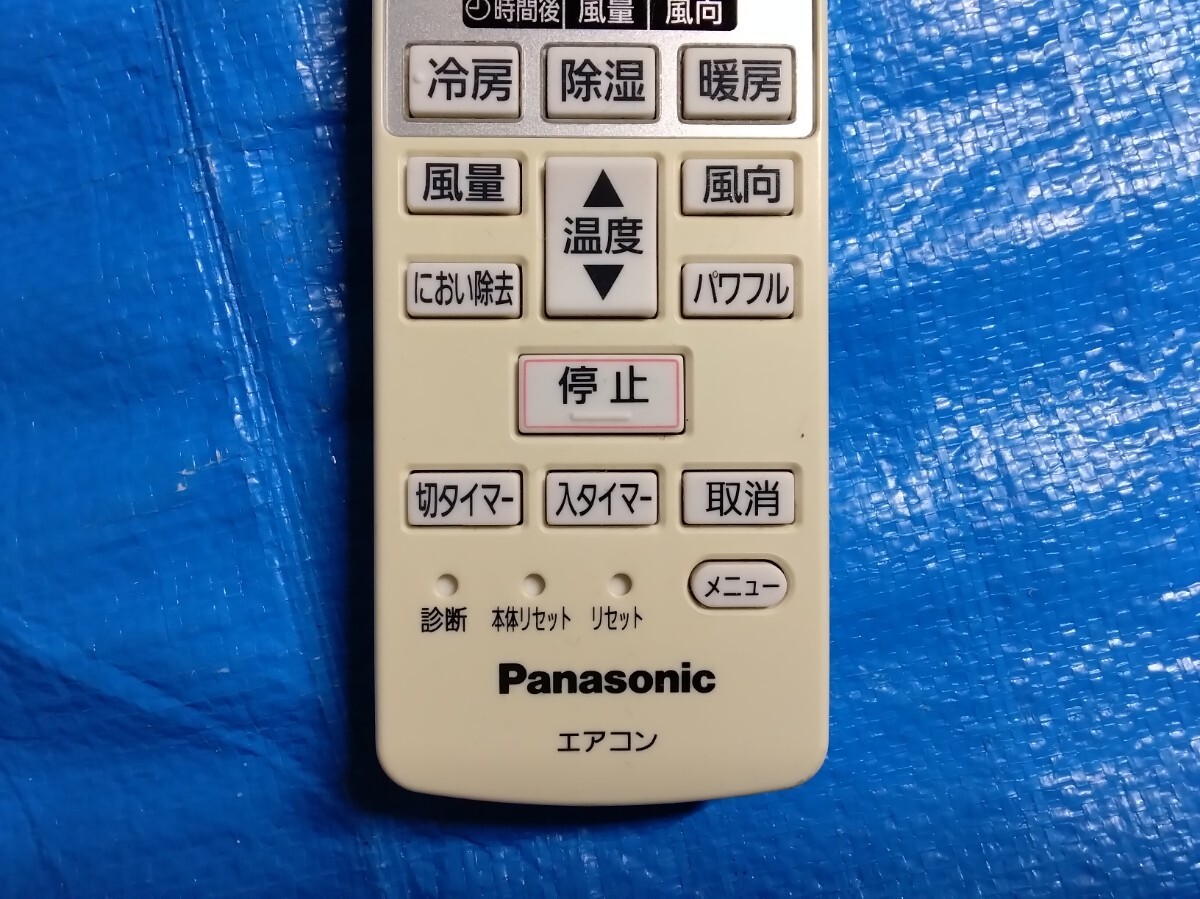 時間後 風量 風向
冷房 除湿 暖房
風量 ▲ 風向
温度
におい除去 ▼ パワフル
停止
切タイマー 入タイマー 取消
メニュー
診断 本体リセット リセット
Panasonic
エアコン